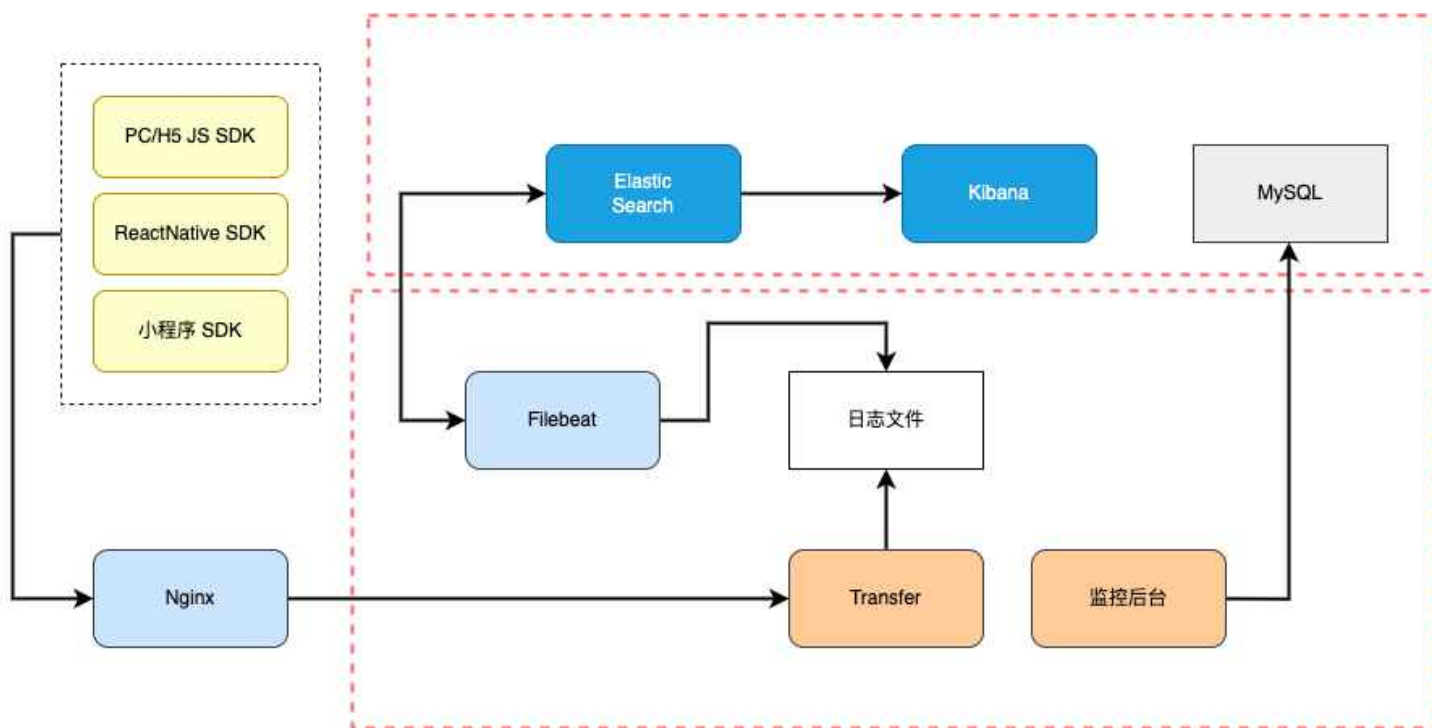 PC/H5 JS SDK
ReactNative SDK
小程序 SDK
Elastic
Search
Kibana
MySQL
Filebeat
日志文件
Nginx
Transfer
监控后台